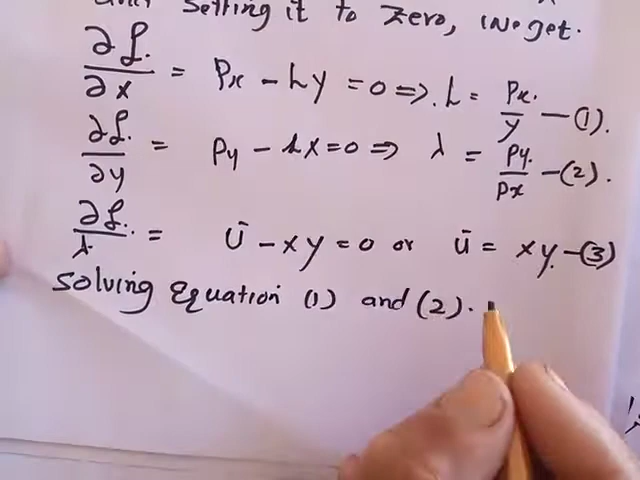 setting it to zero, we get.
∂L/∂x = Px - λy = 0 ⇒ λ = Px/y - (1).
∂L/∂y = Py - λx = 0 ⇒ λ = Py/Px - (2).
∂L/λ = Ū - xy = 0 or ū = xy - (3)
solving Equation (1) and (2).